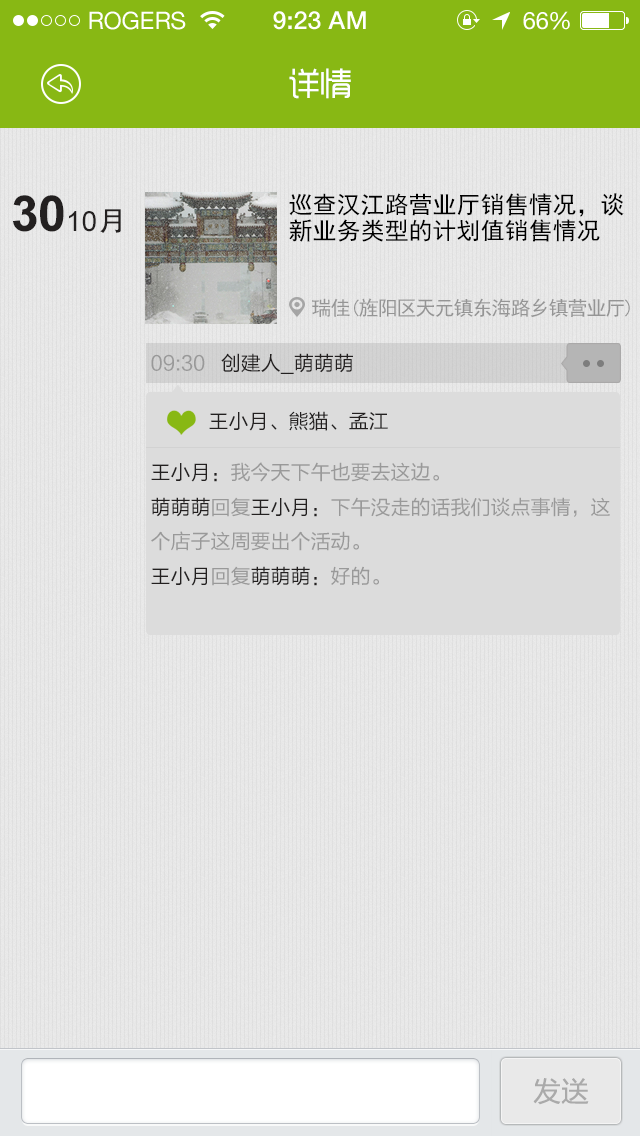 ROGERS 9:23 AM 66%
详情
30 10月
巡查汉江路营业厅销售情况，谈
新业务类型的计划值销售情况
瑞佳(旌阳区天元镇东海路乡镇营业厅)
09:30 创建人_萌萌萌
王小月、熊猫、孟江
王小月：我今天下午也要去这边。
萌萌萌回复王小月：下午没走的话我们谈点事情，这
个店子这周要出个活动。
王小月回复萌萌萌：好的。
发送